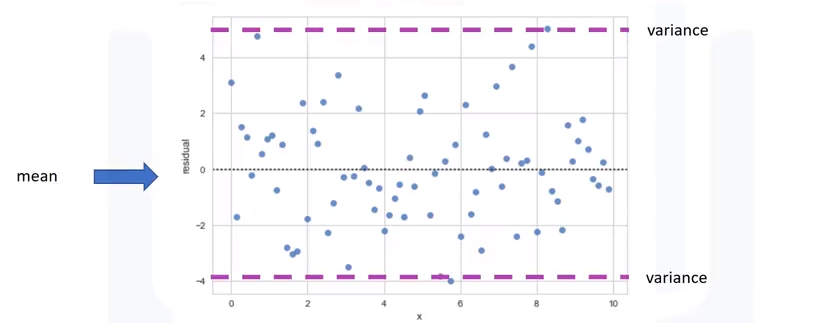 variance
4
2
mean
residual
0
−2
variance
−4
0 2 4 6 8 10
x